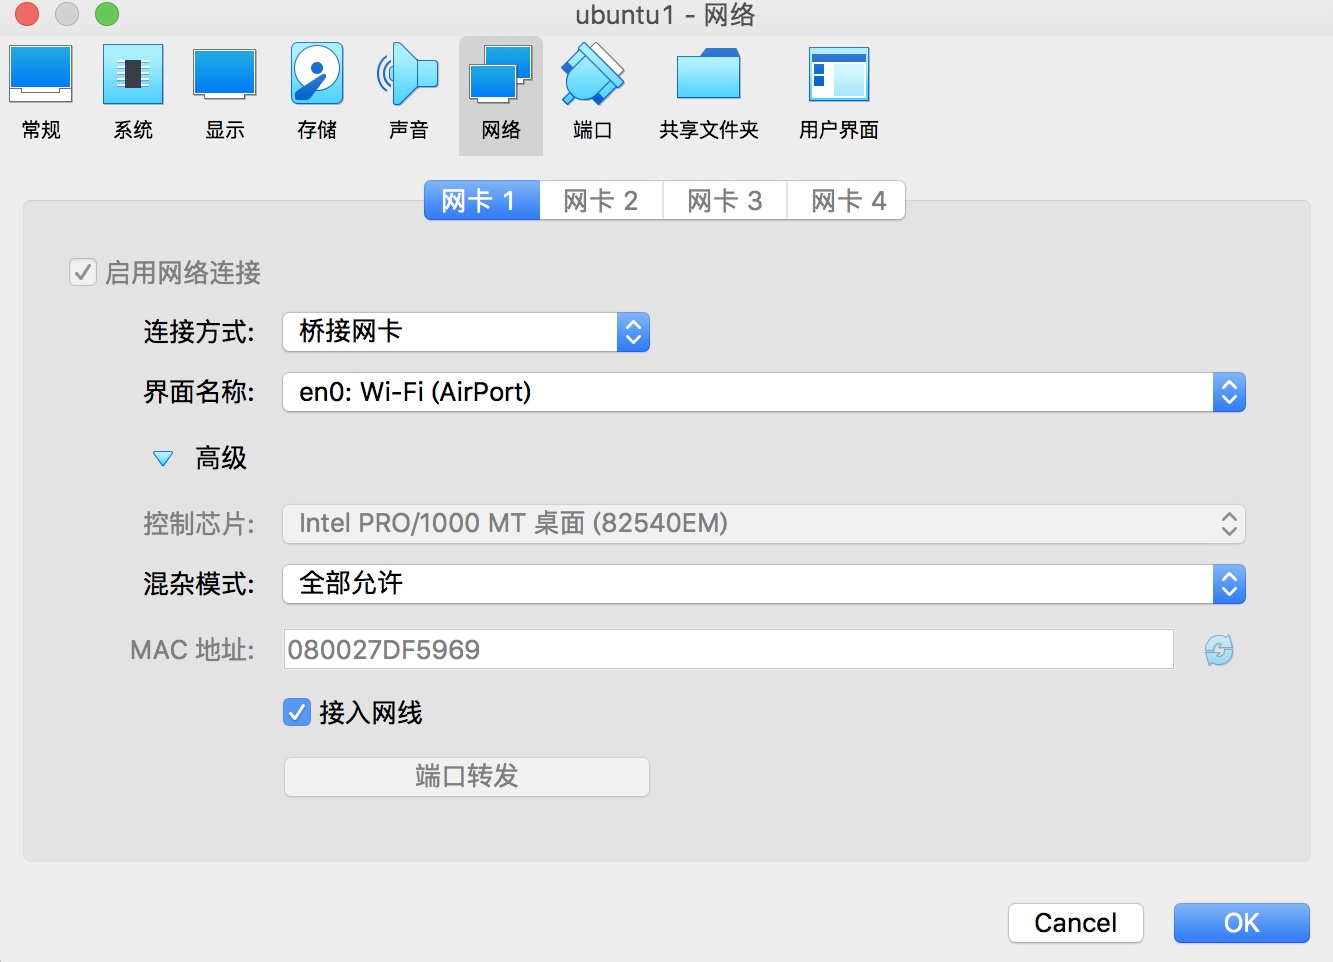 ubuntu1 - 网络
常规 系统 显示 存储 声音 网络 端口 共享文件夹 用户界面
网卡 1 网卡 2 网卡 3 网卡 4
启用网络连接
连接方式: 桥接网卡
界面名称: en0: Wi-Fi (AirPort)
高级
控制芯片: Intel PRO/1000 MT 桌面 (82540EM)
混杂模式: 全部允许
MAC 地址: 080027DF5969
接入网线
端口转发
Cancel OK